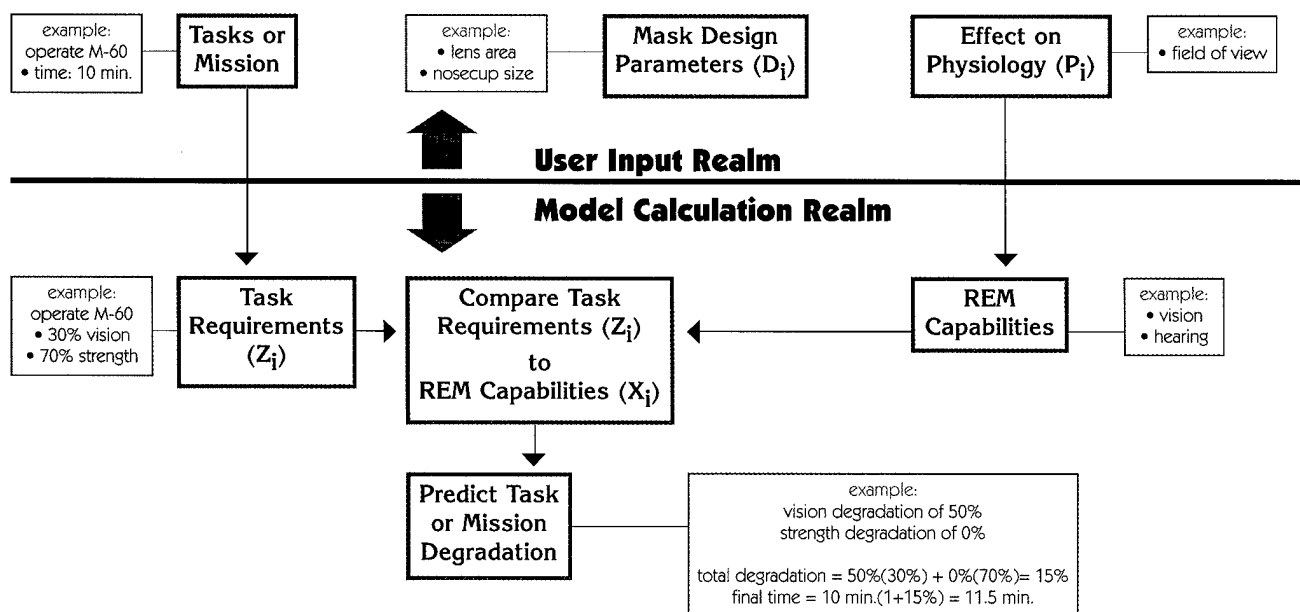 example:
operate M-60
• time: 10 min.
Tasks or
Mission
example:
• lens area
• nosecup size
Mask Design
Parameters (Di)
Effect on
Physiology (Pi)
example:
• field of view
User Input Realm
Model Calculation Realm
example:
operate M-60
• 30% vision
• 70% strength
Task
Requirements
(Zi)
Compare Task
Requirements (Zi)
to
REM Capabilities (Xi)
REM
Capabilities
example:
• vision
• hearing
Predict Task
or Mission
Degradation
example:
vision degradation of 50%
strength degradation of 0%
total degradation = 50%(30%) + 0%(70%)= 15%
final time = 10 min.(1+15%) = 11.5 min.